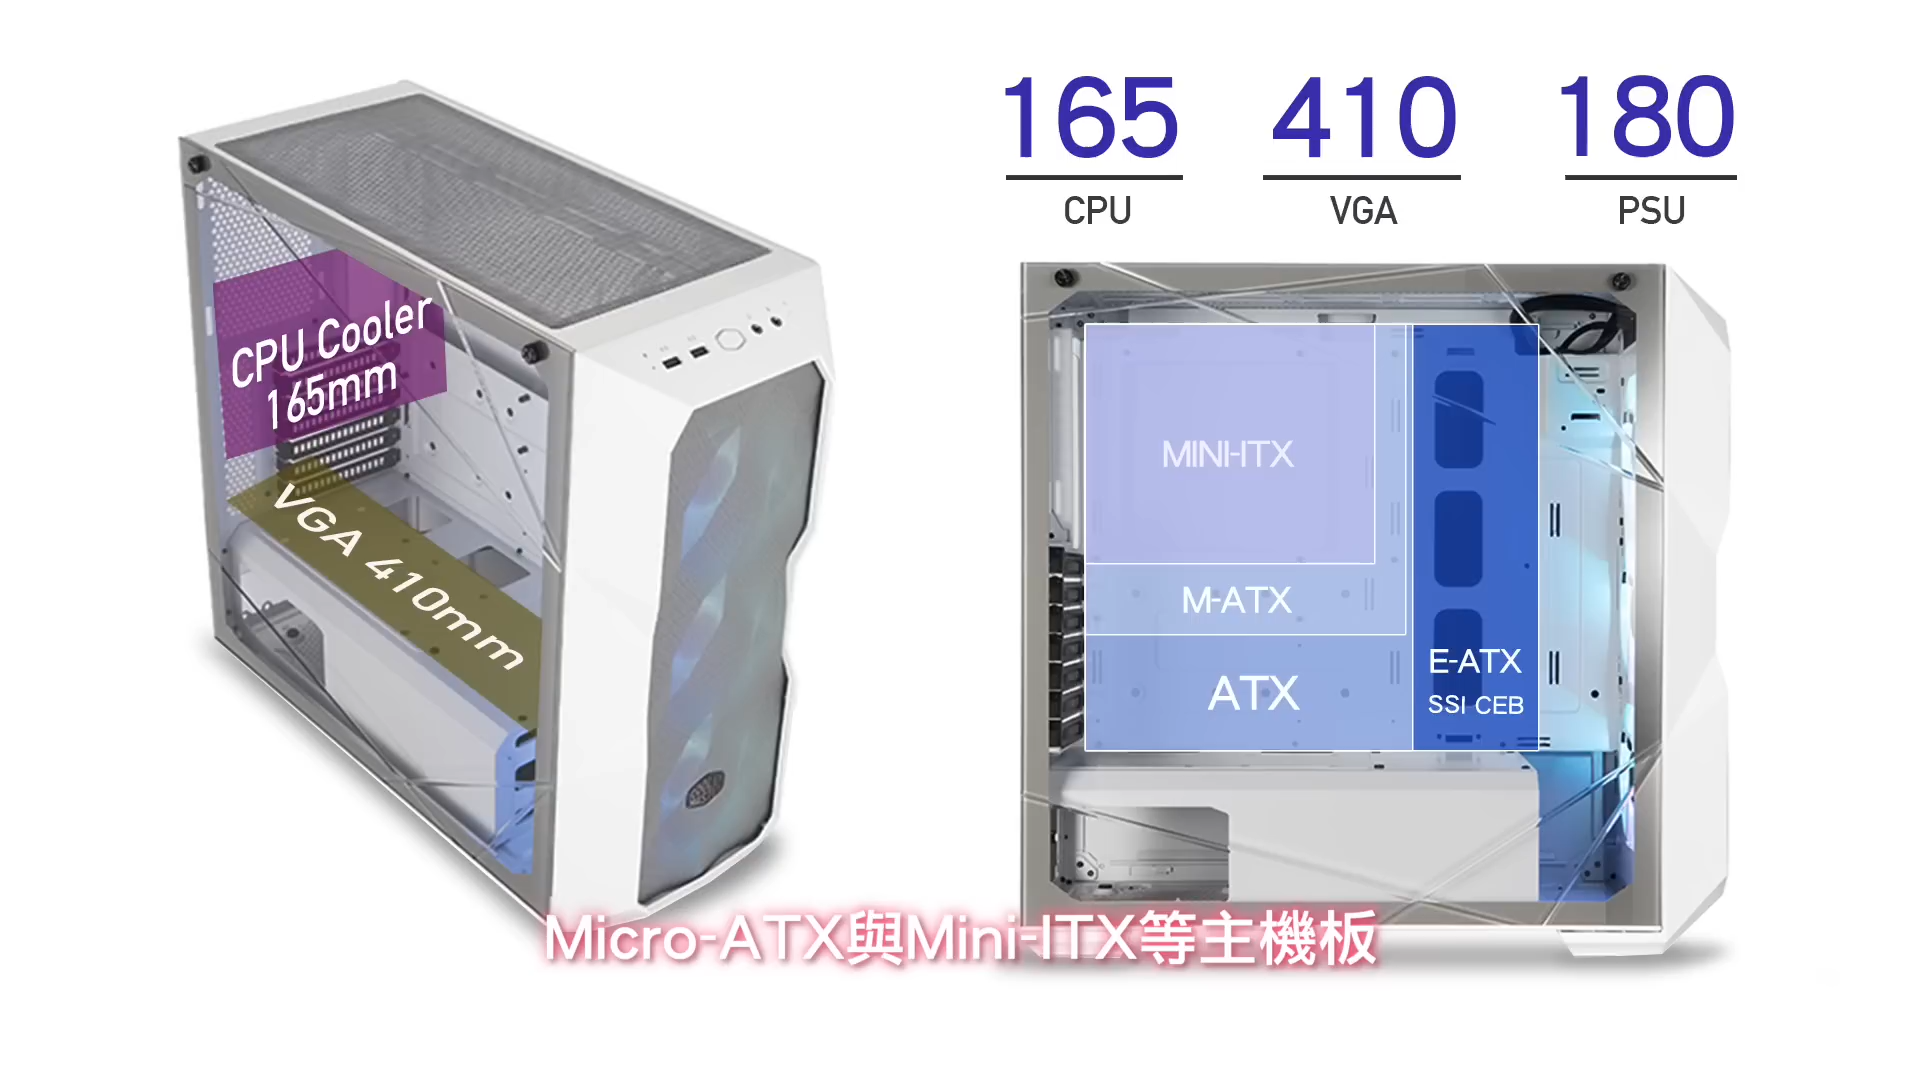 165
CPU
410
VGA
180
PSU
CPU Cooler
165mm
VGA 410mm
MINI-ITX
M-ATX
ATX
E-ATX
SSI CEB
Micro-ATX與Mini-ITX等主機板